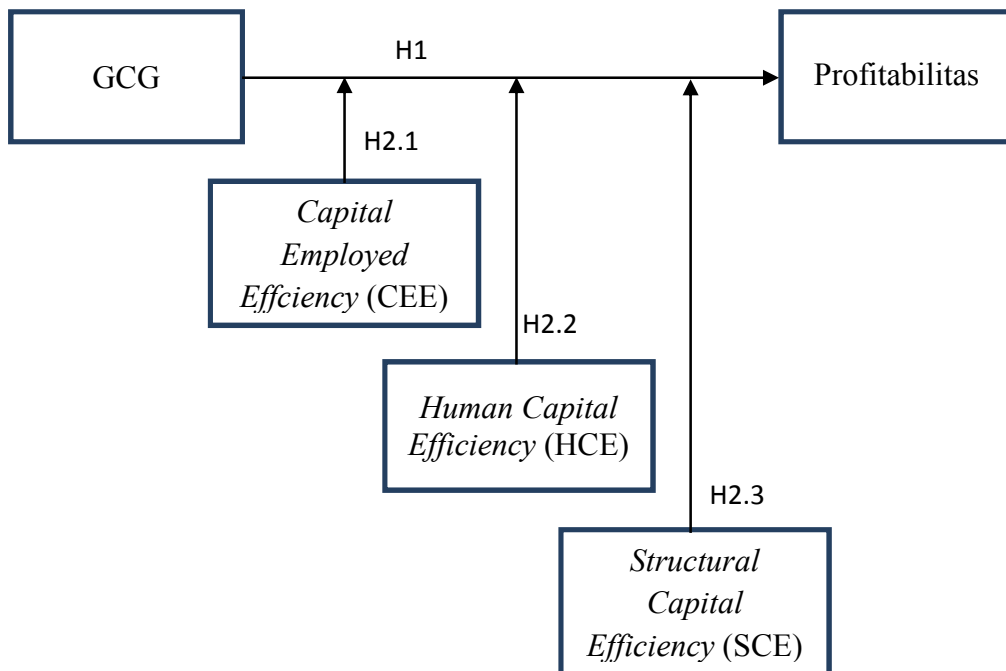 H1
GCG
Profitabilitas
H2.1
Capital
Employed
Effciency (CEE)
H2.2
Human Capital
Efficiency (HCE)
H2.3
Structural
Capital
Efficiency (SCE)